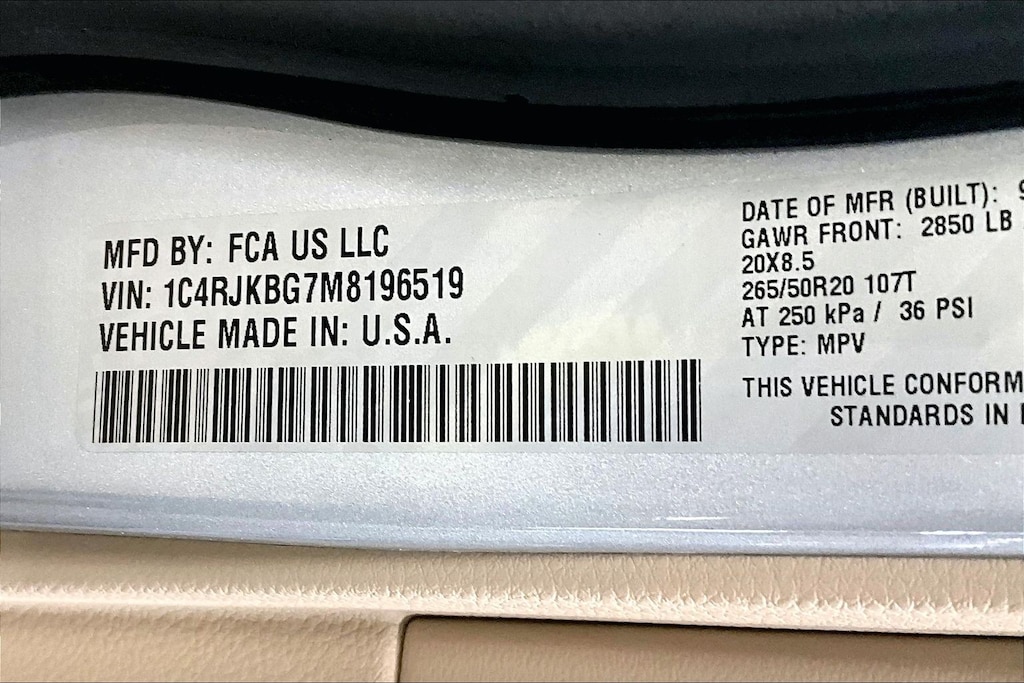 MFD BY: FCA US LLC
VIN: 1C4RJKBG7M8196519
VEHICLE MADE IN: U.S.A.
DATE OF MFR (BUILT):
GAWR FRONT: 2850 LB
20X8.5
265/50R20 107T
AT 250 kPa / 36 PSI
TYPE: MPV
THIS VEHICLE CONFORM
STANDARDS IN